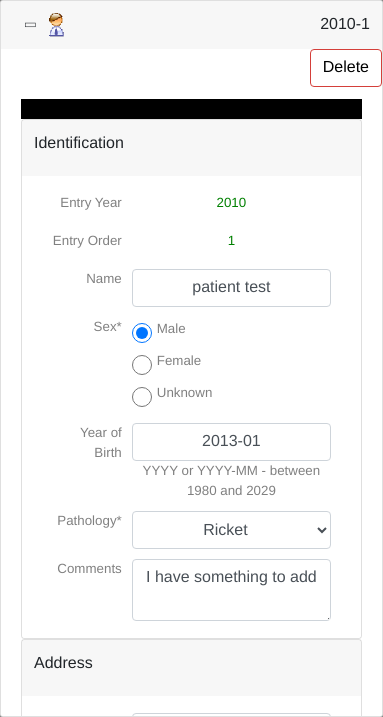 2010-1
Delete
Identification
Entry Year 2010
Entry Order 1
Name patient test
Sex* Male
Female
Unknown
Year of Birth 2013-01
YYYY or YYYY-MM - between
1980 and 2029
Pathology* Ricket
Comments I have something to add
Address